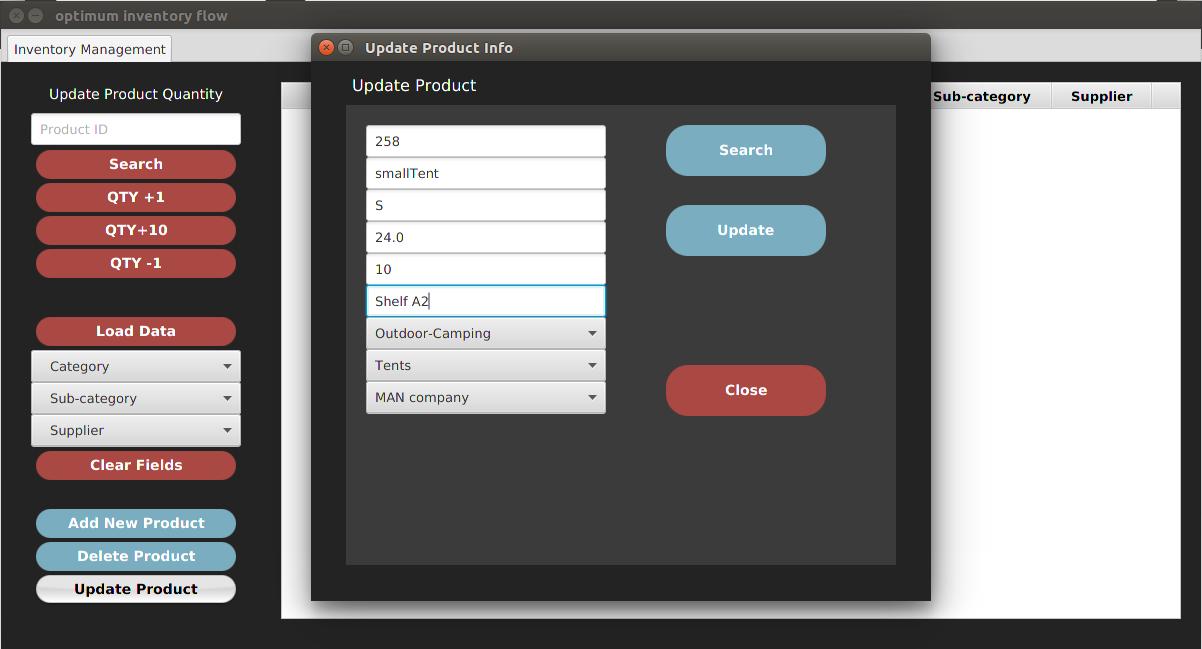 optimum inventory flow
Inventory Management
Update Product Quantity
Product ID
Search
QTY +1
QTY+10
QTY -1
Load Data
Category
Sub-category
Supplier
Clear Fields
Add New Product
Delete Product
Update Product
Update Product Info
Update Product
258
smallTent
S
24.0
10
Shelf A2
Outdoor-Camping
Tents
MAN company
Search
Update
Close
Sub-category
Supplier